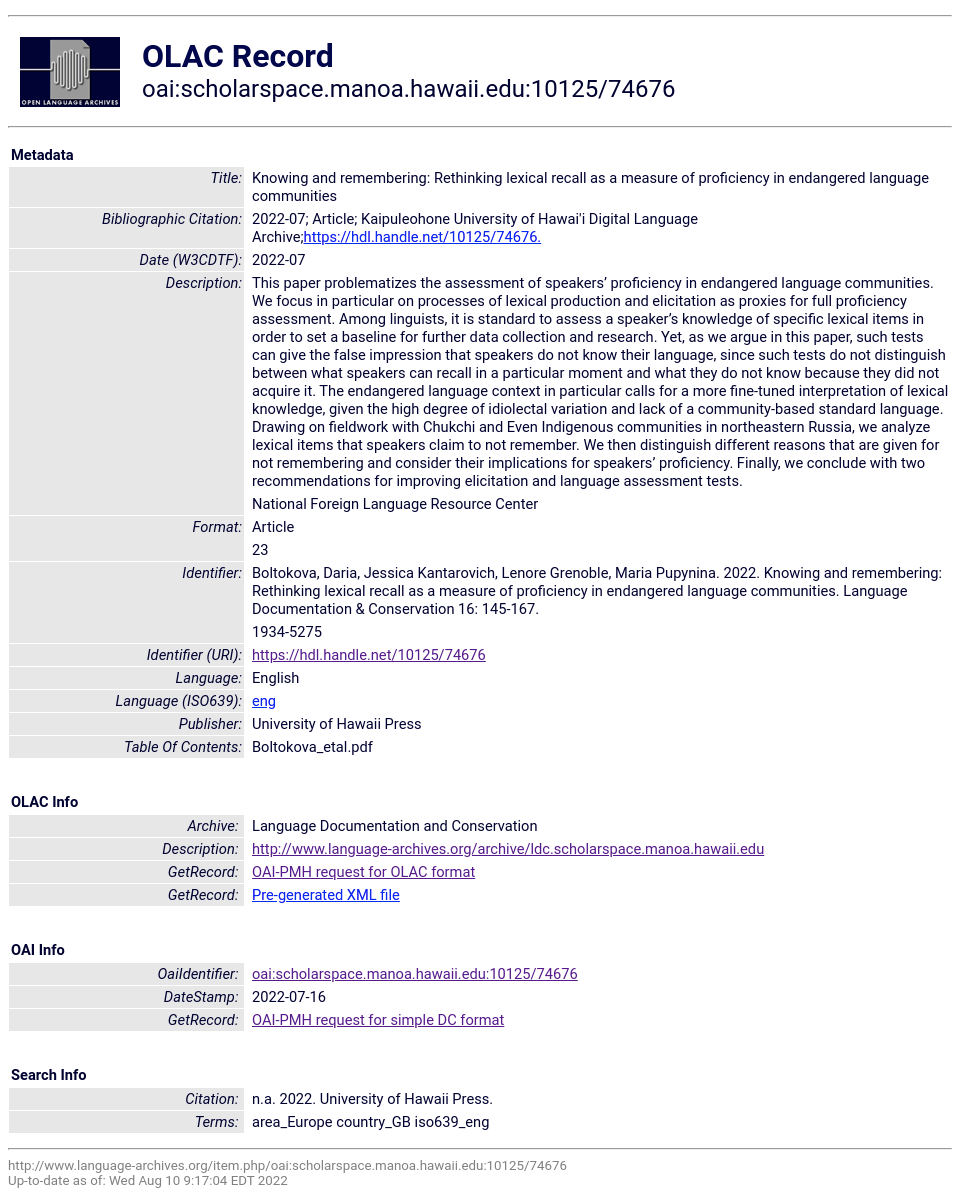 OPEN LANGUAGE ARCHIVES
OLAC Record
oai:scholarspace.manoa.hawaii.edu:10125/74676
Metadata
Title: Knowing and remembering: Rethinking lexical recall as a measure of proficiency in endangered language
communities
Bibliographic Citation: 2022-07; Article; Kaipuleohone University of Hawai'i Digital Language
Archive;https://hdl.handle.net/10125/74676.
Date (W3CDTF): 2022-07
Description: This paper problematizes the assessment of speakers’ proficiency in endangered language communities.
We focus in particular on processes of lexical production and elicitation as proxies for full proficiency
assessment. Among linguists, it is standard to assess a speaker’s knowledge of specific lexical items in
order to set a baseline for further data collection and research. Yet, as we argue in this paper, such tests
can give the false impression that speakers do not know their language, since such tests do not distinguish
between what speakers can recall in a particular moment and what they do not know because they did not
acquire it. The endangered language context in particular calls for a more fine-tuned interpretation of lexical
knowledge, given the high degree of idiolectal variation and lack of a community-based standard language.
Drawing on fieldwork with Chukchi and Even Indigenous communities in northeastern Russia, we analyze
lexical items that speakers claim to not remember. We then distinguish different reasons that are given for
not remembering and consider their implications for speakers’ proficiency. Finally, we conclude with two
recommendations for improving elicitation and language assessment tests.
National Foreign Language Resource Center
Format: Article
23
Identifier: Boltokova, Daria, Jessica Kantarovich, Lenore Grenoble, Maria Pupynina. 2022. Knowing and remembering:
Rethinking lexical recall as a measure of proficiency in endangered language communities. Language
Documentation & Conservation 16: 145-167.
1934-5275
Identifier (URI): https://hdl.handle.net/10125/74676
Language: English
Language (ISO639): eng
Publisher: University of Hawaii Press
Table Of Contents: Boltokova_etal.pdf
OLAC Info
Archive: Language Documentation and Conservation
Description: http://www.language-archives.org/archive/ldc.scholarspace.manoa.hawaii.edu
GetRecord: OAI-PMH request for OLAC format
GetRecord: Pre-generated XML file
OAI Info
OaiIdentifier: oai:scholarspace.manoa.hawaii.edu:10125/74676
DateStamp: 2022-07-16
GetRecord: OAI-PMH request for simple DC format
Search Info
Citation: n.a. 2022. University of Hawaii Press.
Terms: area_Europe country_GB iso639_eng
http://www.language-archives.org/item.php/oai:scholarspace.manoa.hawaii.edu:10125/74676
Up-to-date as of: Wed Aug 10 9:17:04 EDT 2022